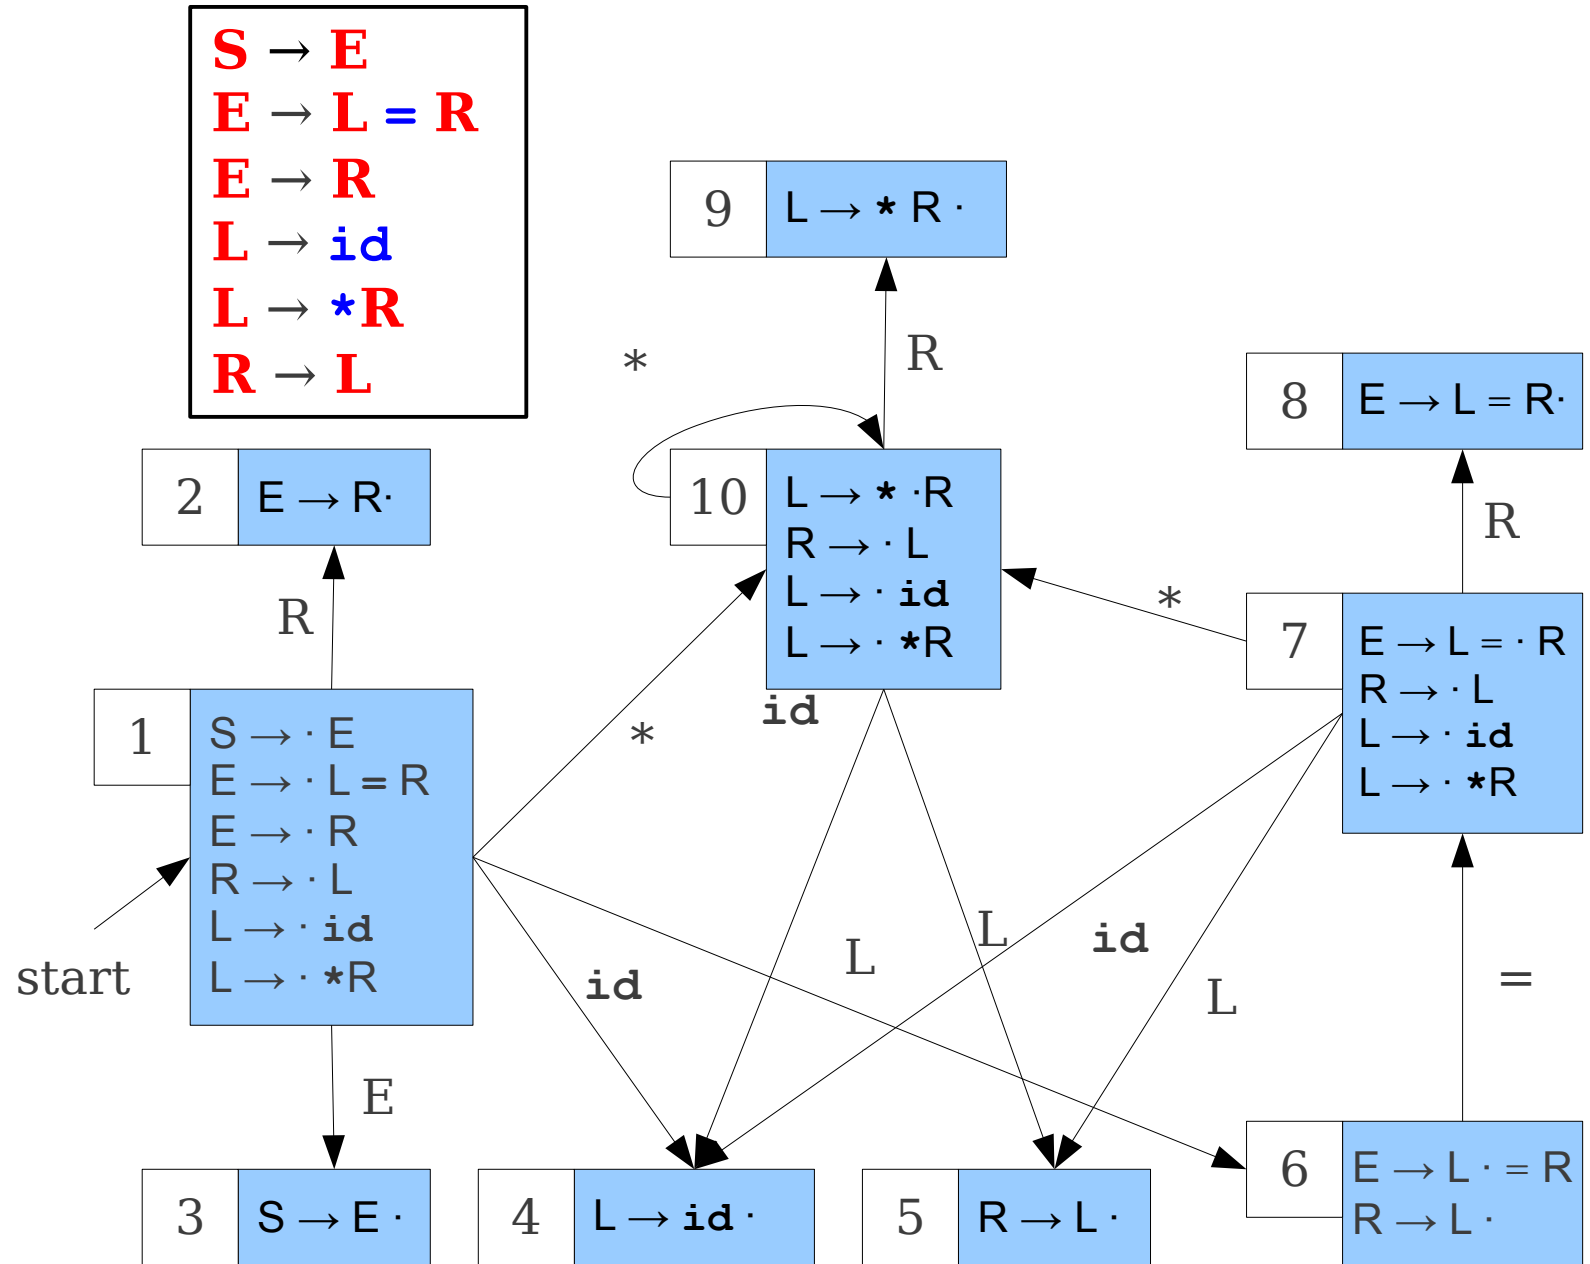 S → E
E → L = R
E → R
L → id
L → *R
R → L
9
L → * R ·
*
R
8
E → L = R·
2
E → R·
10
L → * ·R
R → · L
L → · id
L → · *R
R
R
*
7
E → L = · R
R → · L
L → · id
L → · *R
1
S → · E
E → · L = R
E → · R
R → · L
L → · id
L → · *R
*
id
start
id
L
L
id
L
=
E
3
S → E ·
4
L → id ·
5
R → L ·
6
E → L · = R
R → L ·